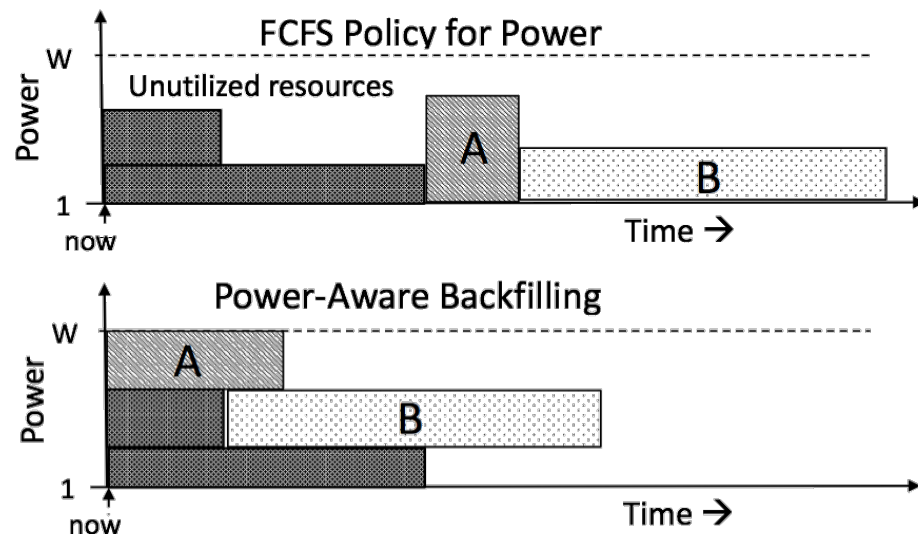 FCFS Policy for Power
W
Unutilized resources
Power
A
B
1
now
Time →
Power-Aware Backfilling
W
A
Power
B
1
now
Time →